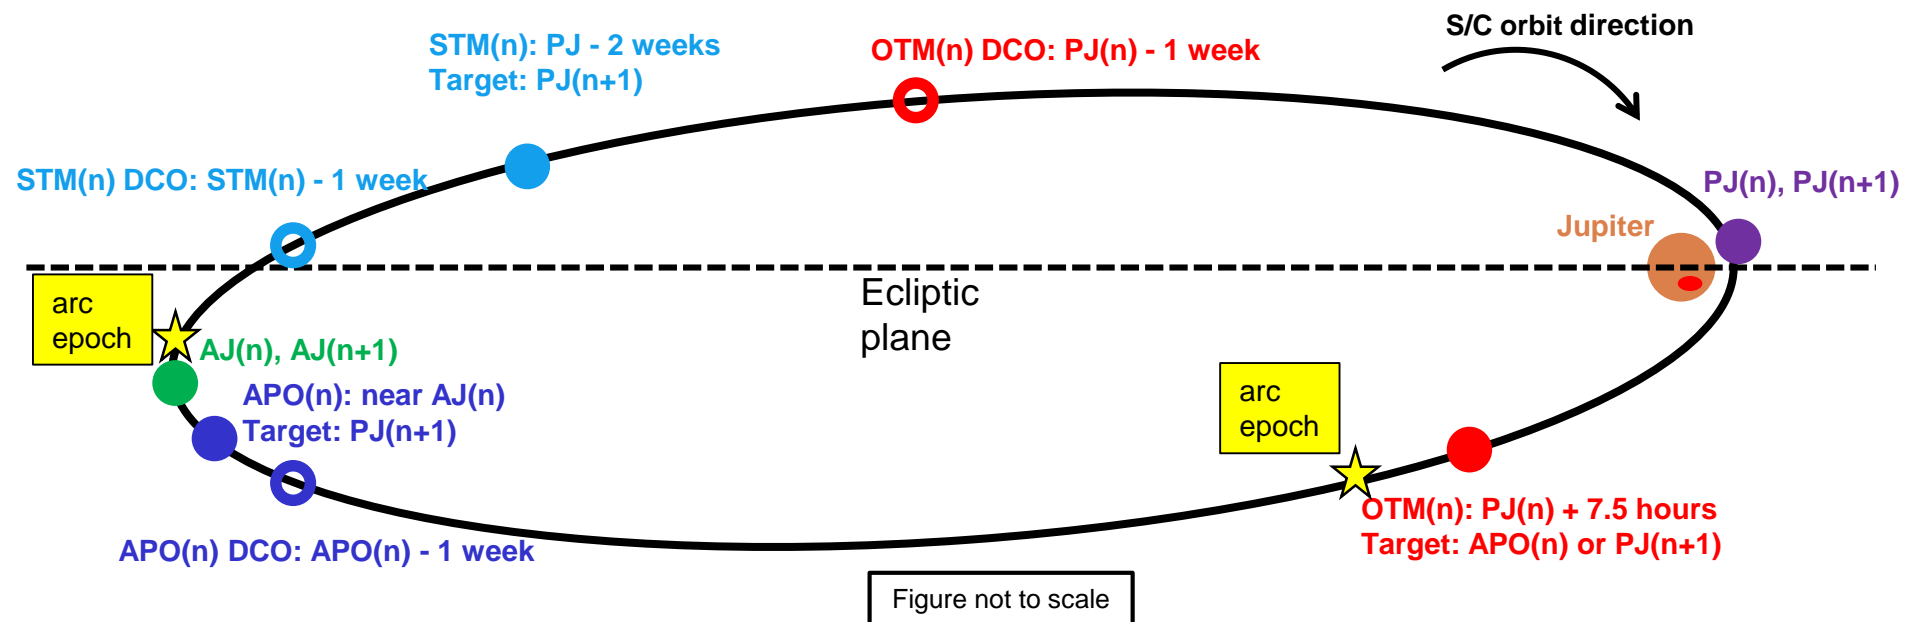 S/C orbit direction
STM(n): PJ - 2 weeks
Target: PJ(n+1)
OTM(n) DCO: PJ(n) - 1 week
STM(n) DCO: STM(n) - 1 week
PJ(n), PJ(n+1)
Jupiter
Ecliptic
plane
arc
epoch
AJ(n), AJ(n+1)
APO(n): near AJ(n)
Target: PJ(n+1)
arc
epoch
OTM(n): PJ(n) + 7.5 hours
Target: APO(n) or PJ(n+1)
APO(n) DCO: APO(n) - 1 week
Figure not to scale